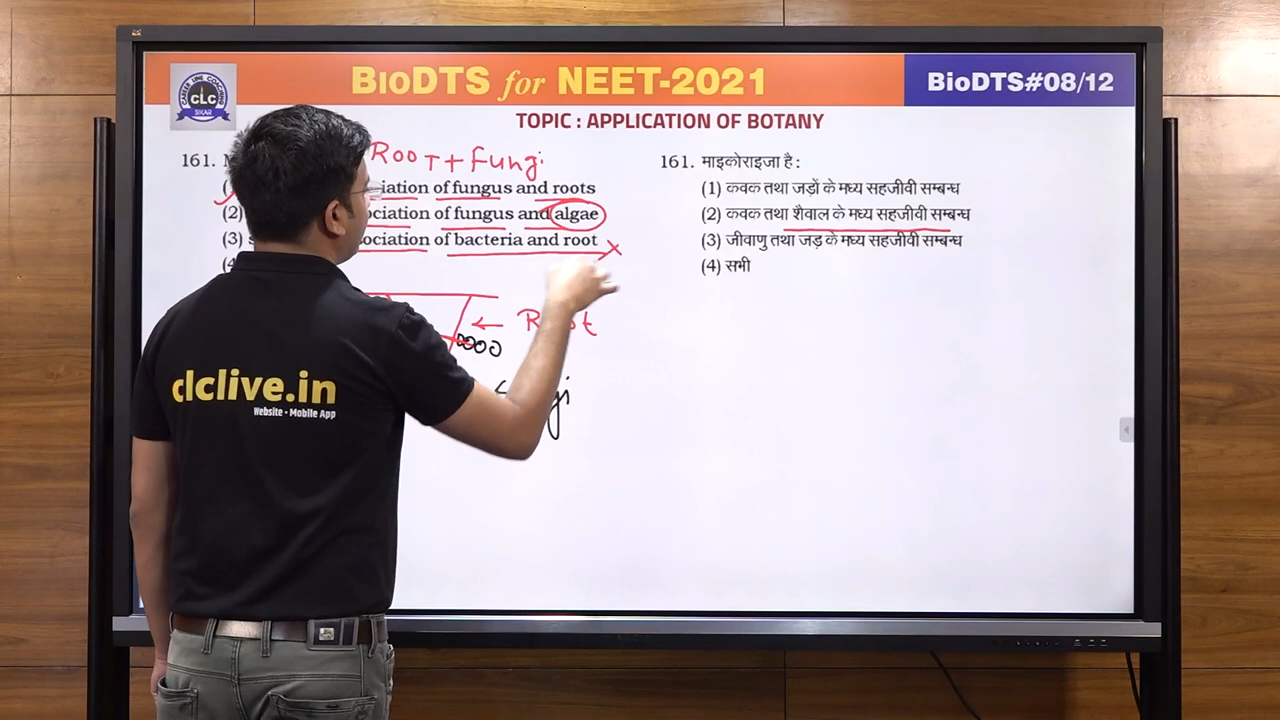 BIODTS for NEET-2021
BIODTS#08/12
CAREER LINE COACHING
CLC
SIKAR
TOPIC : APPLICATION OF BOTANY
161.
ROOT + Fungi
iation of fungus and roots
(2) ociation of fungus and algae
(3) s ociation of bacteria and root
Root
161. माइकोराइजा है :
(1) कवक तथा जड़ों के मध्य सहजीवी सम्बन्ध
(2) कवक तथा शैवाल के मध्य सहजीवी सम्बन्ध
(3) जीवाणु तथा जड़ के मध्य सहजीवी सम्बन्ध
(4) सभी
clclive.in
Website - Mobile App